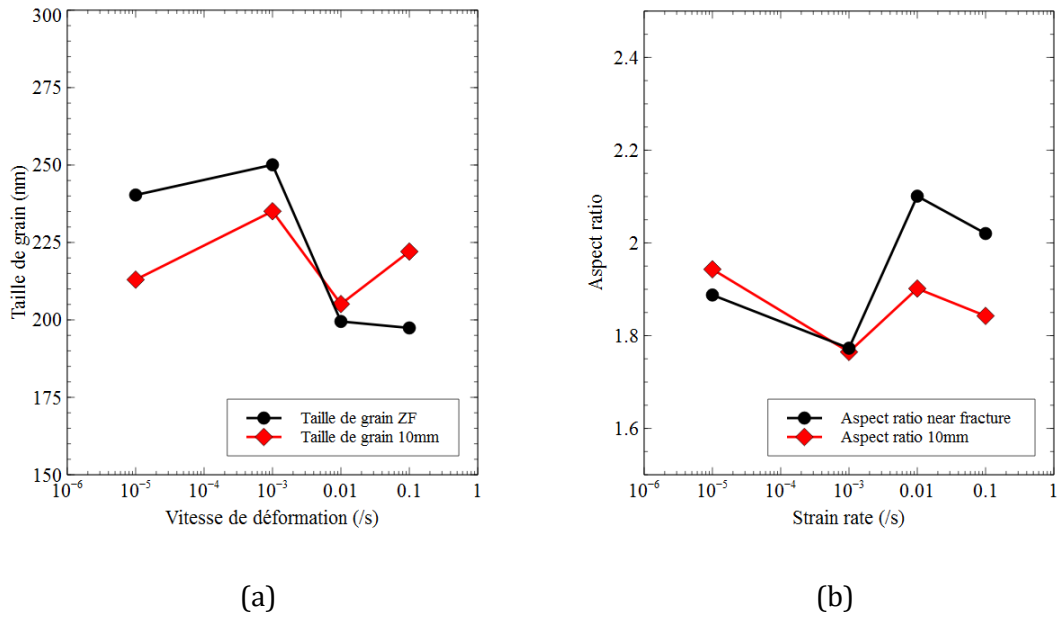 300
275
250
225
200
175
150
Taille de grain (nm)
10⁻⁶ 10⁻⁵ 10⁻⁴ 10⁻³ 0.01 0.1 1
Vitesse de déformation (/s)
Taille de grain ZF
Taille de grain 10mm
(a)
2.4
2.2
2
1.8
1.6
Aspect ratio
10⁻⁶ 10⁻⁵ 10⁻⁴ 10⁻³ 0.01 0.1 1
Strain rate (/s)
Aspect ratio near fracture
Aspect ratio 10mm
(b)